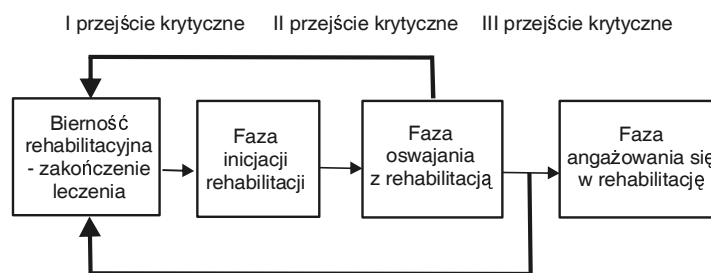 I przejście krytyczne II przejście krytyczne III przejście krytyczne
Bierność
rehabilitacyjna
- zakończenie
leczenia
Faza
inicjacji
rehabilitacji
Faza
oswajania
z rehabilitacją
Faza
angażowania się
w rehabilitację